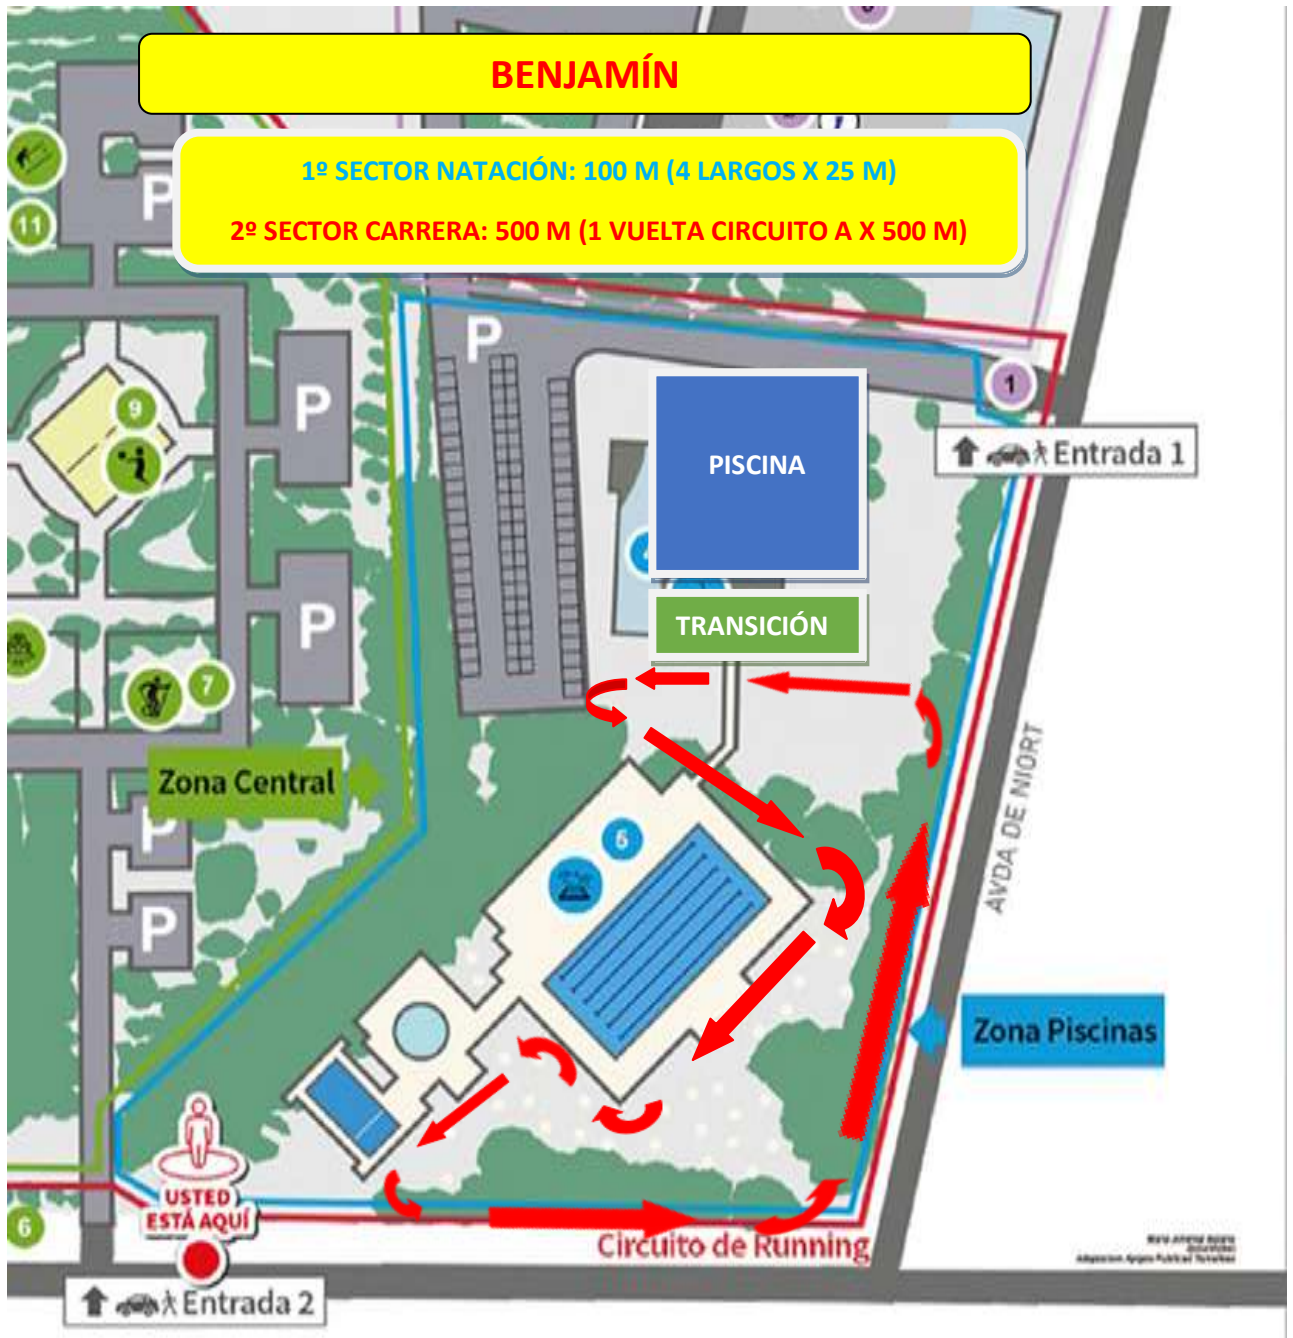 BENJAMÍN
1º SECTOR NATACIÓN: 100 M (4 LARGOS X 25 M)
2º SECTOR CARRERA: 500 M (1 VUELTA CIRCUITO A X 500 M)
11
P
P
1
9
P
Entrada 1
PISCINA
TRANSICIÓN
P
7
Zona Central
AVDA DE NIORT
P
5
P
Zona Piscinas
USTED
ESTÁ AQUÍ
6
Circuito de Running
Entrada 2